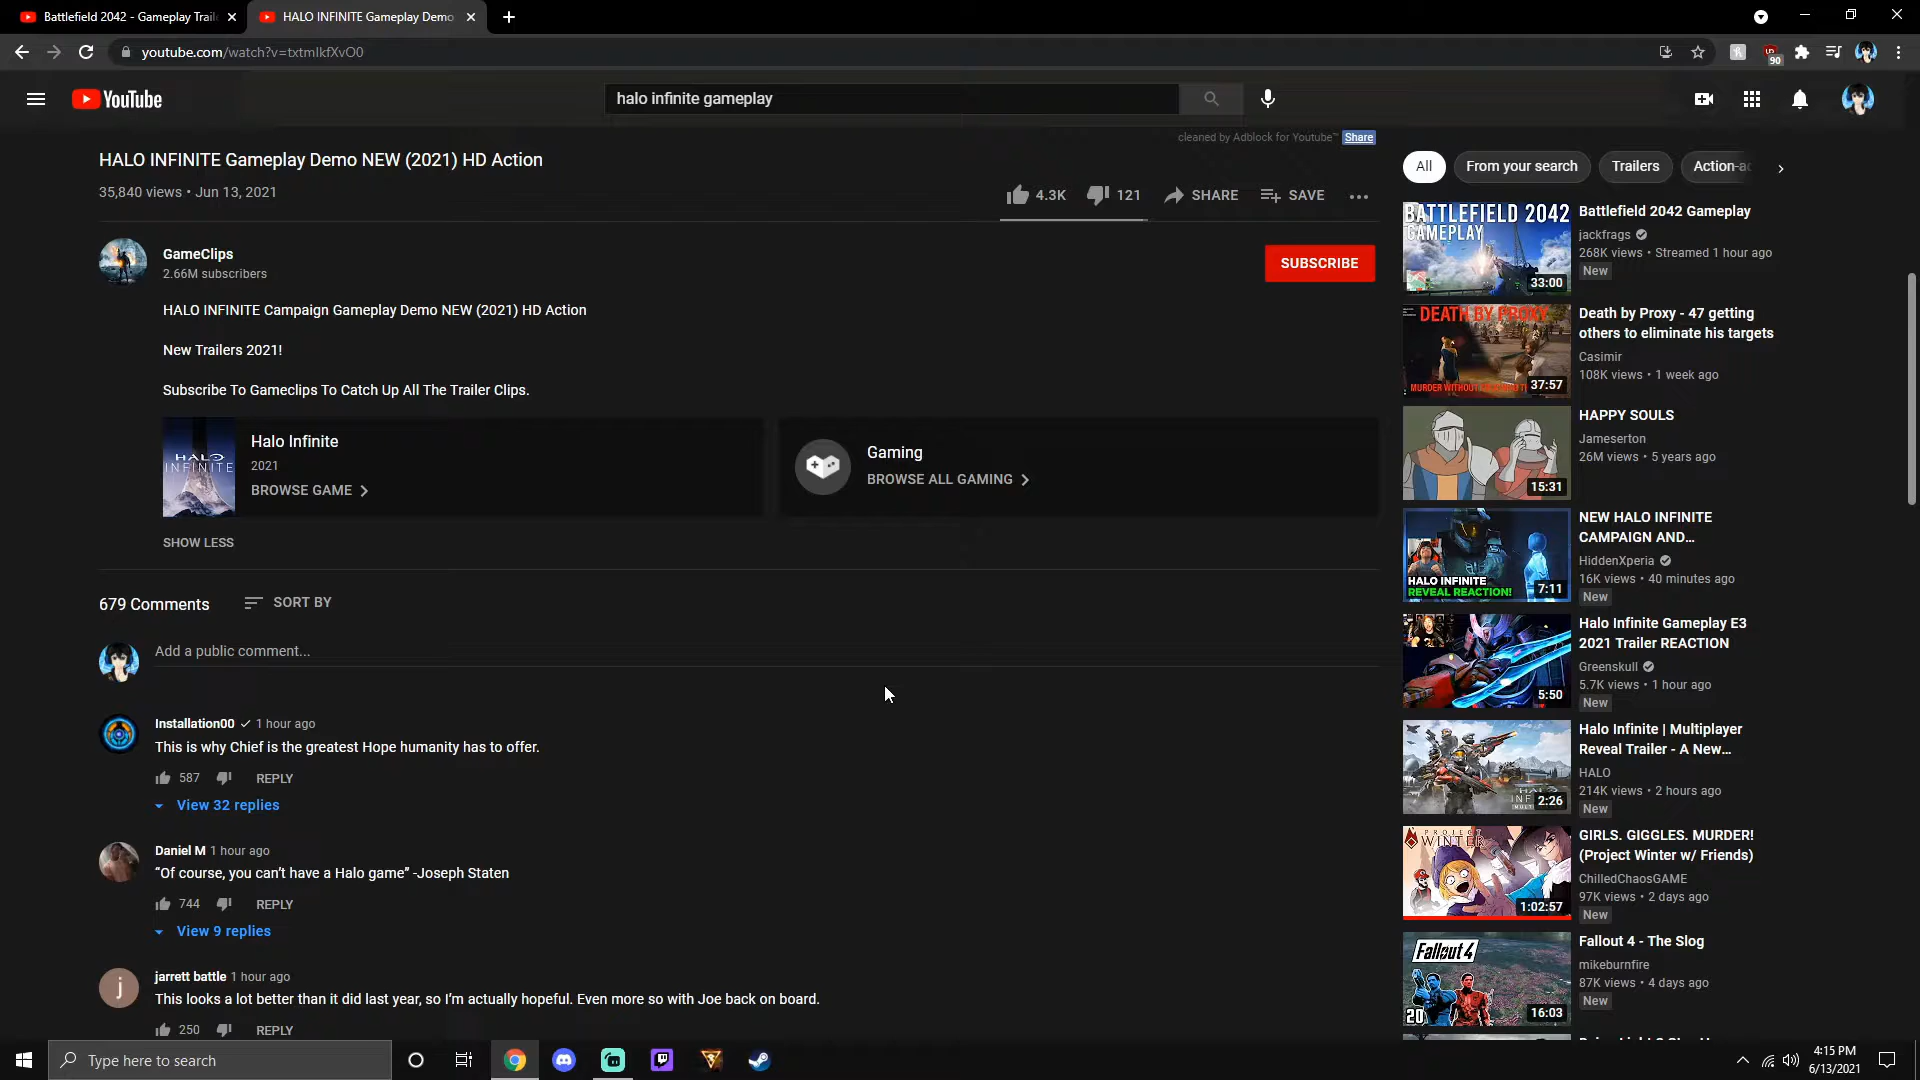 Battlefield 2042 - Gameplay Trail
HALO INFINITE Gameplay Demo
youtube.com/watch?v=txtmlkfXvO0
90
YouTube
halo infinite gameplay
cleaned by Adblock for Youtube™ Share
HALO INFINITE Gameplay Demo NEW (2021) HD Action
35,840 views • Jun 13, 2021
4.3K
121
SHARE
SAVE
GameClips
2.66M subscribers
SUBSCRIBE
HALO INFINITE Campaign Gameplay Demo NEW (2021) HD Action
New Trailers 2021!
Subscribe To Gameclips To Catch Up All The Trailer Clips.
HALO
INFINITE
Halo Infinite
2021
BROWSE GAME
Gaming
BROWSE ALL GAMING
SHOW LESS
679 Comments
SORT BY
Add a public comment...
Installation00 1 hour ago
This is why Chief is the greatest Hope humanity has to offer.
587
REPLY
View 32 replies
Daniel M 1 hour ago
“Of course, you can’t have a Halo game” -Joseph Staten
744
REPLY
View 9 replies
j
jarrett battle 1 hour ago
This looks a lot better than it did last year, so I’m actually hopeful. Even more so with Joe back on board.
250
REPLY
All
From your search
Trailers
Action-ad
BATTLEFIELD 2042
GAMEPLAY
33:00
Battlefield 2042 Gameplay
jackfrags
268K views • Streamed 1 hour ago
New
DEATH BY PROXY
37:57
Death by Proxy - 47 getting
others to eliminate his targets
Casimir
108K views • 1 week ago
15:31
HAPPY SOULS
Jameserton
26M views • 5 years ago
HALO INFINITE
REVEAL REACTION!
7:11
NEW HALO INFINITE
CAMPAIGN AND...
HiddenXperia
16K views • 40 minutes ago
New
5:50
Halo Infinite Gameplay E3
2021 Trailer REACTION
Greenskull
5.7K views • 1 hour ago
New
2:26
Halo Infinite | Multiplayer
Reveal Trailer - A New...
HALO
214K views • 2 hours ago
New
PROJECT
WINTER
1:02:57
GIRLS. GIGGLES. MURDER!
(Project Winter w/ Friends)
ChilledChaosGAME
97K views • 2 days ago
New
Fallout 4
20
16:03
Fallout 4 - The Slog
mikeburnfire
87K views • 4 days ago
New
Type here to search
4:15 PM
6/13/2021